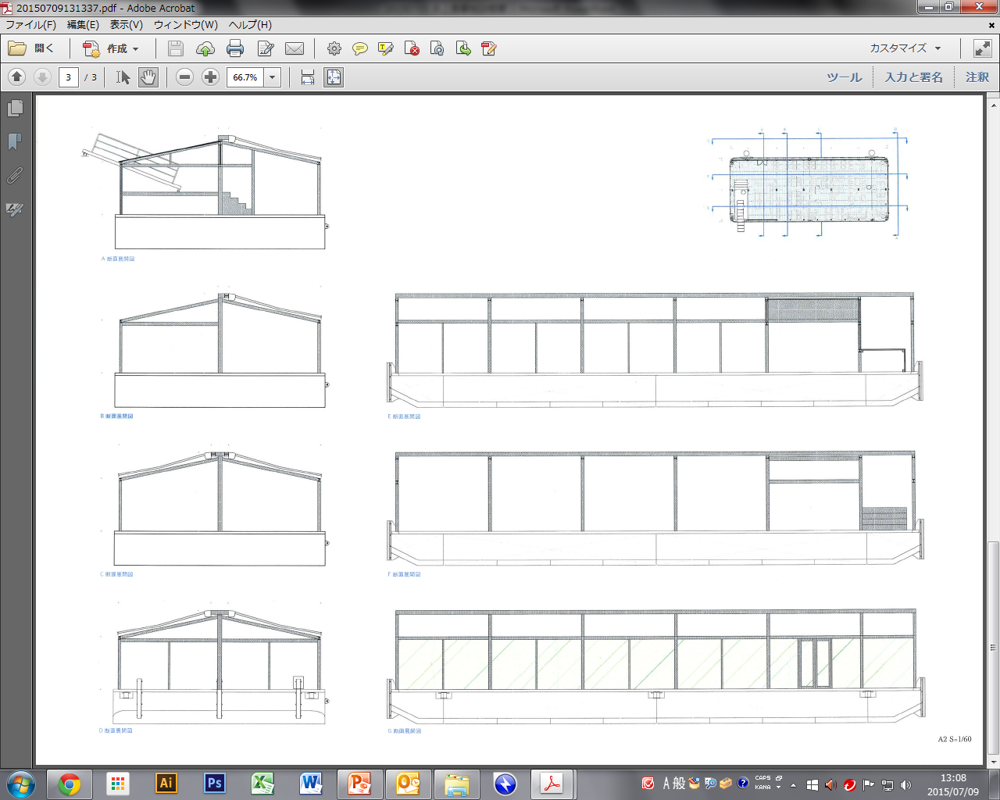 20150709131337.pdf - Adobe Acrobat
ファイル(F) 編集(E) 表示(V) ウィンドウ(W) ヘルプ(H)
開く 作成 カスタマイズ
3 / 3 66.7% ツール 入力と署名 注釈
A 断面展開図
B 断面展開図
E 断面展開図
C 断面展開図
F 断面展開図
D 断面展開図
G 断面展開図
A2 S=1/60
Ai Ps A 般 CAPS KANA 13:08
2015/07/09